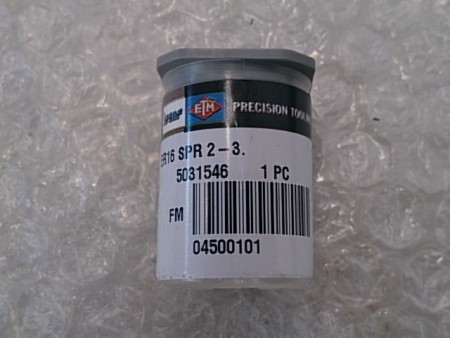 ETM PRECISION TOOL
ER16 SPR 2-3.
5031546 1 PC
FM
04500101